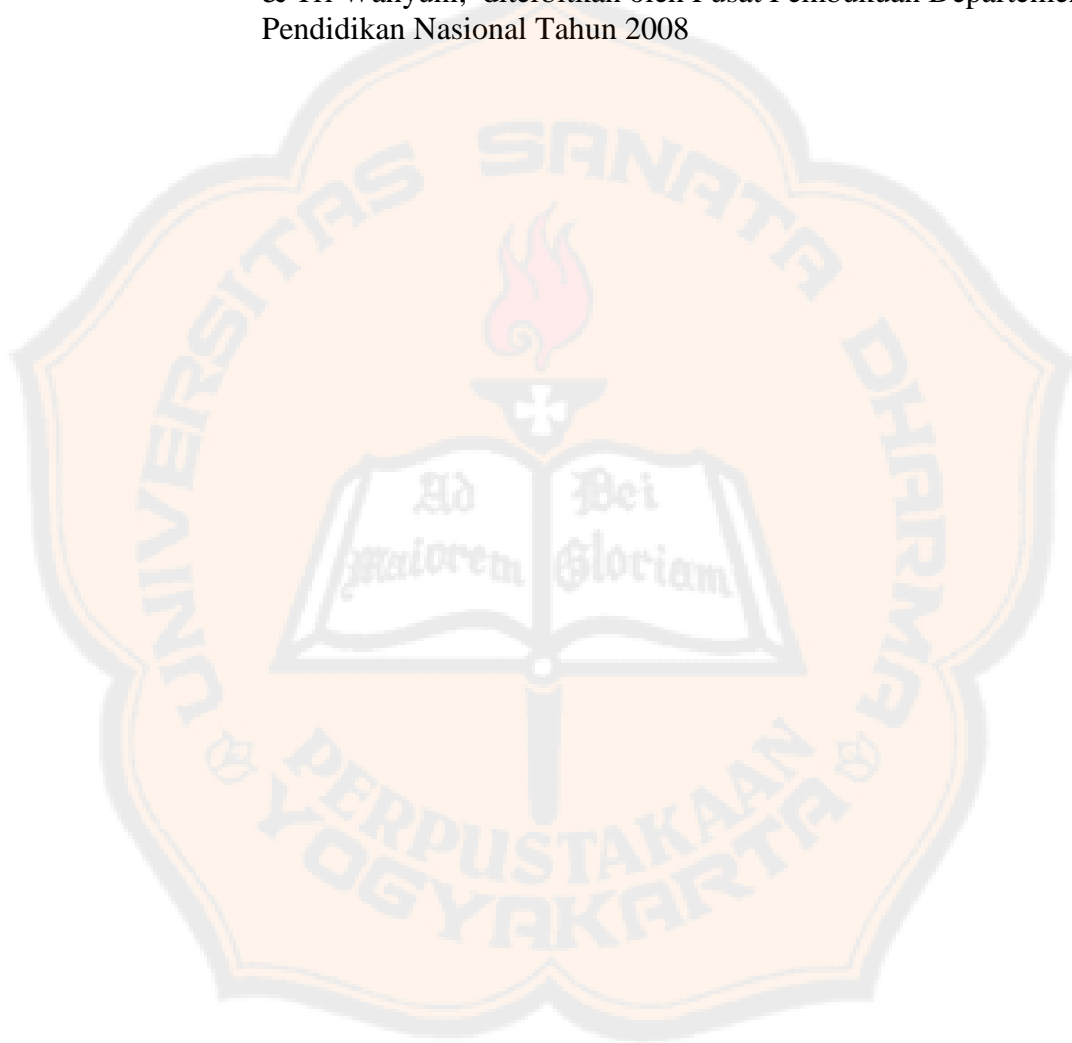 & Tri Wahyuni, diterbitkan oleh Pusat Pembukuan Departemen
Pendidikan Nasional Tahun 2008
UNIVERSITAS SANATA DHARMA
Ad Dei
Maiorem Gloriam
PERPUSTAKAAN
YOGYAKARTA